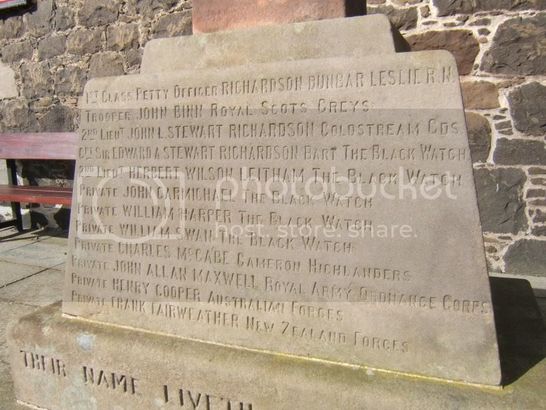 1ST CLASS PETTY OFFICER RICHARDSON DUNBAR LESLIE R.N.
TROOPER JOHN BINN ROYAL SCOTS GREYS.
2ND LIEUT JOHN L STEWART RICHARDSON COLDSTREAM GDS
SIR EDWARD A STEWART RICHARDSON BART THE BLACK WATCH
2ND LIEUT HERBERT WILSON LEITHAM THE BLACK WATCH
PRIVATE JOHN CARMICHAEL THE BLACK WATCH
PRIVATE WILLIAM HARPER THE BLACK WATCH
PRIVATE WILLIAM SWAN THE BLACK WATCH
PRIVATE CHARLES MCCABE CAMERON HIGHLANDERS
PRIVATE JOHN ALLAN MAXWELL ROYAL ARMY ORDNANCE CORPS
PRIVATE HENRY COOPER AUSTRALIAN FORCES
PRIVATE FRANK FAIRWEATHER NEW ZEALAND FORCES
THEIR NAME LIVETH
photobucket
host. store. share.